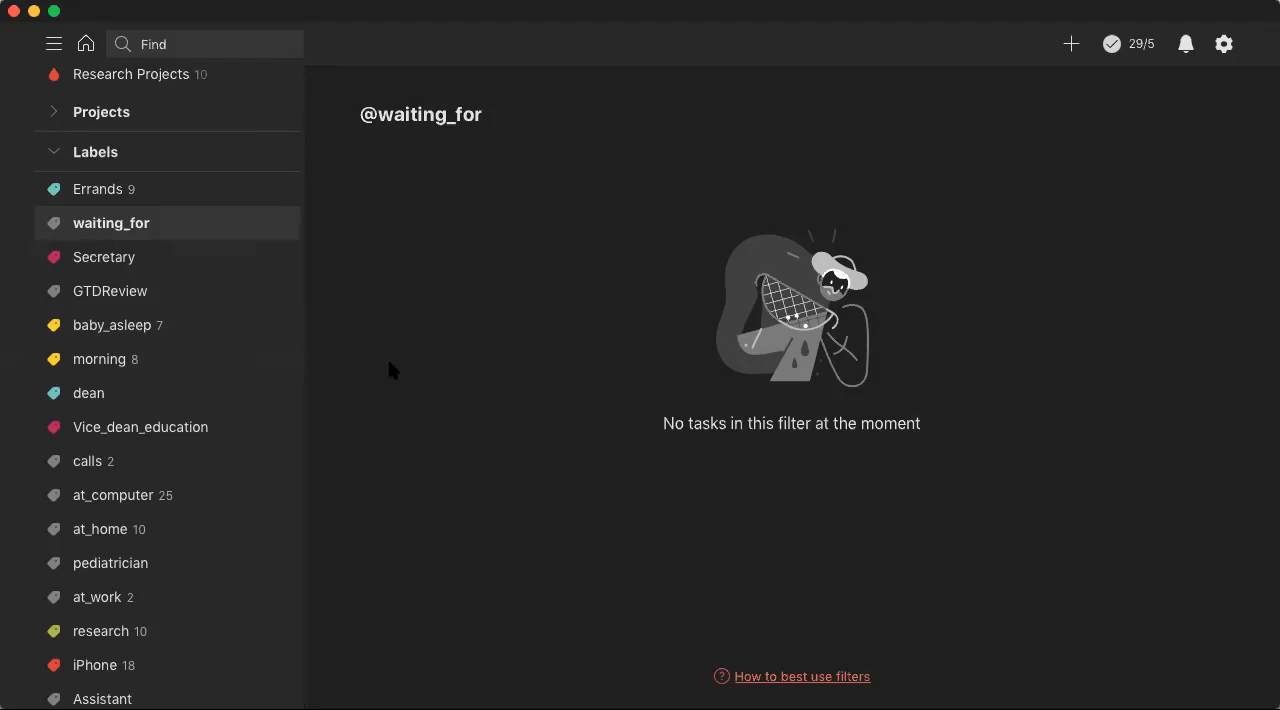 Find
29/5
Research Projects 10
Projects
Labels
Errands 9
waiting_for
Secretary
GTDReview
baby_asleep 7
morning 8
dean
Vice_dean_education
calls 2
at_computer 25
at_home 10
pediatrician
at_work 2
research 10
iPhone 18
Assistant
@waiting_for
No tasks in this filter at the moment
? How to best use filters